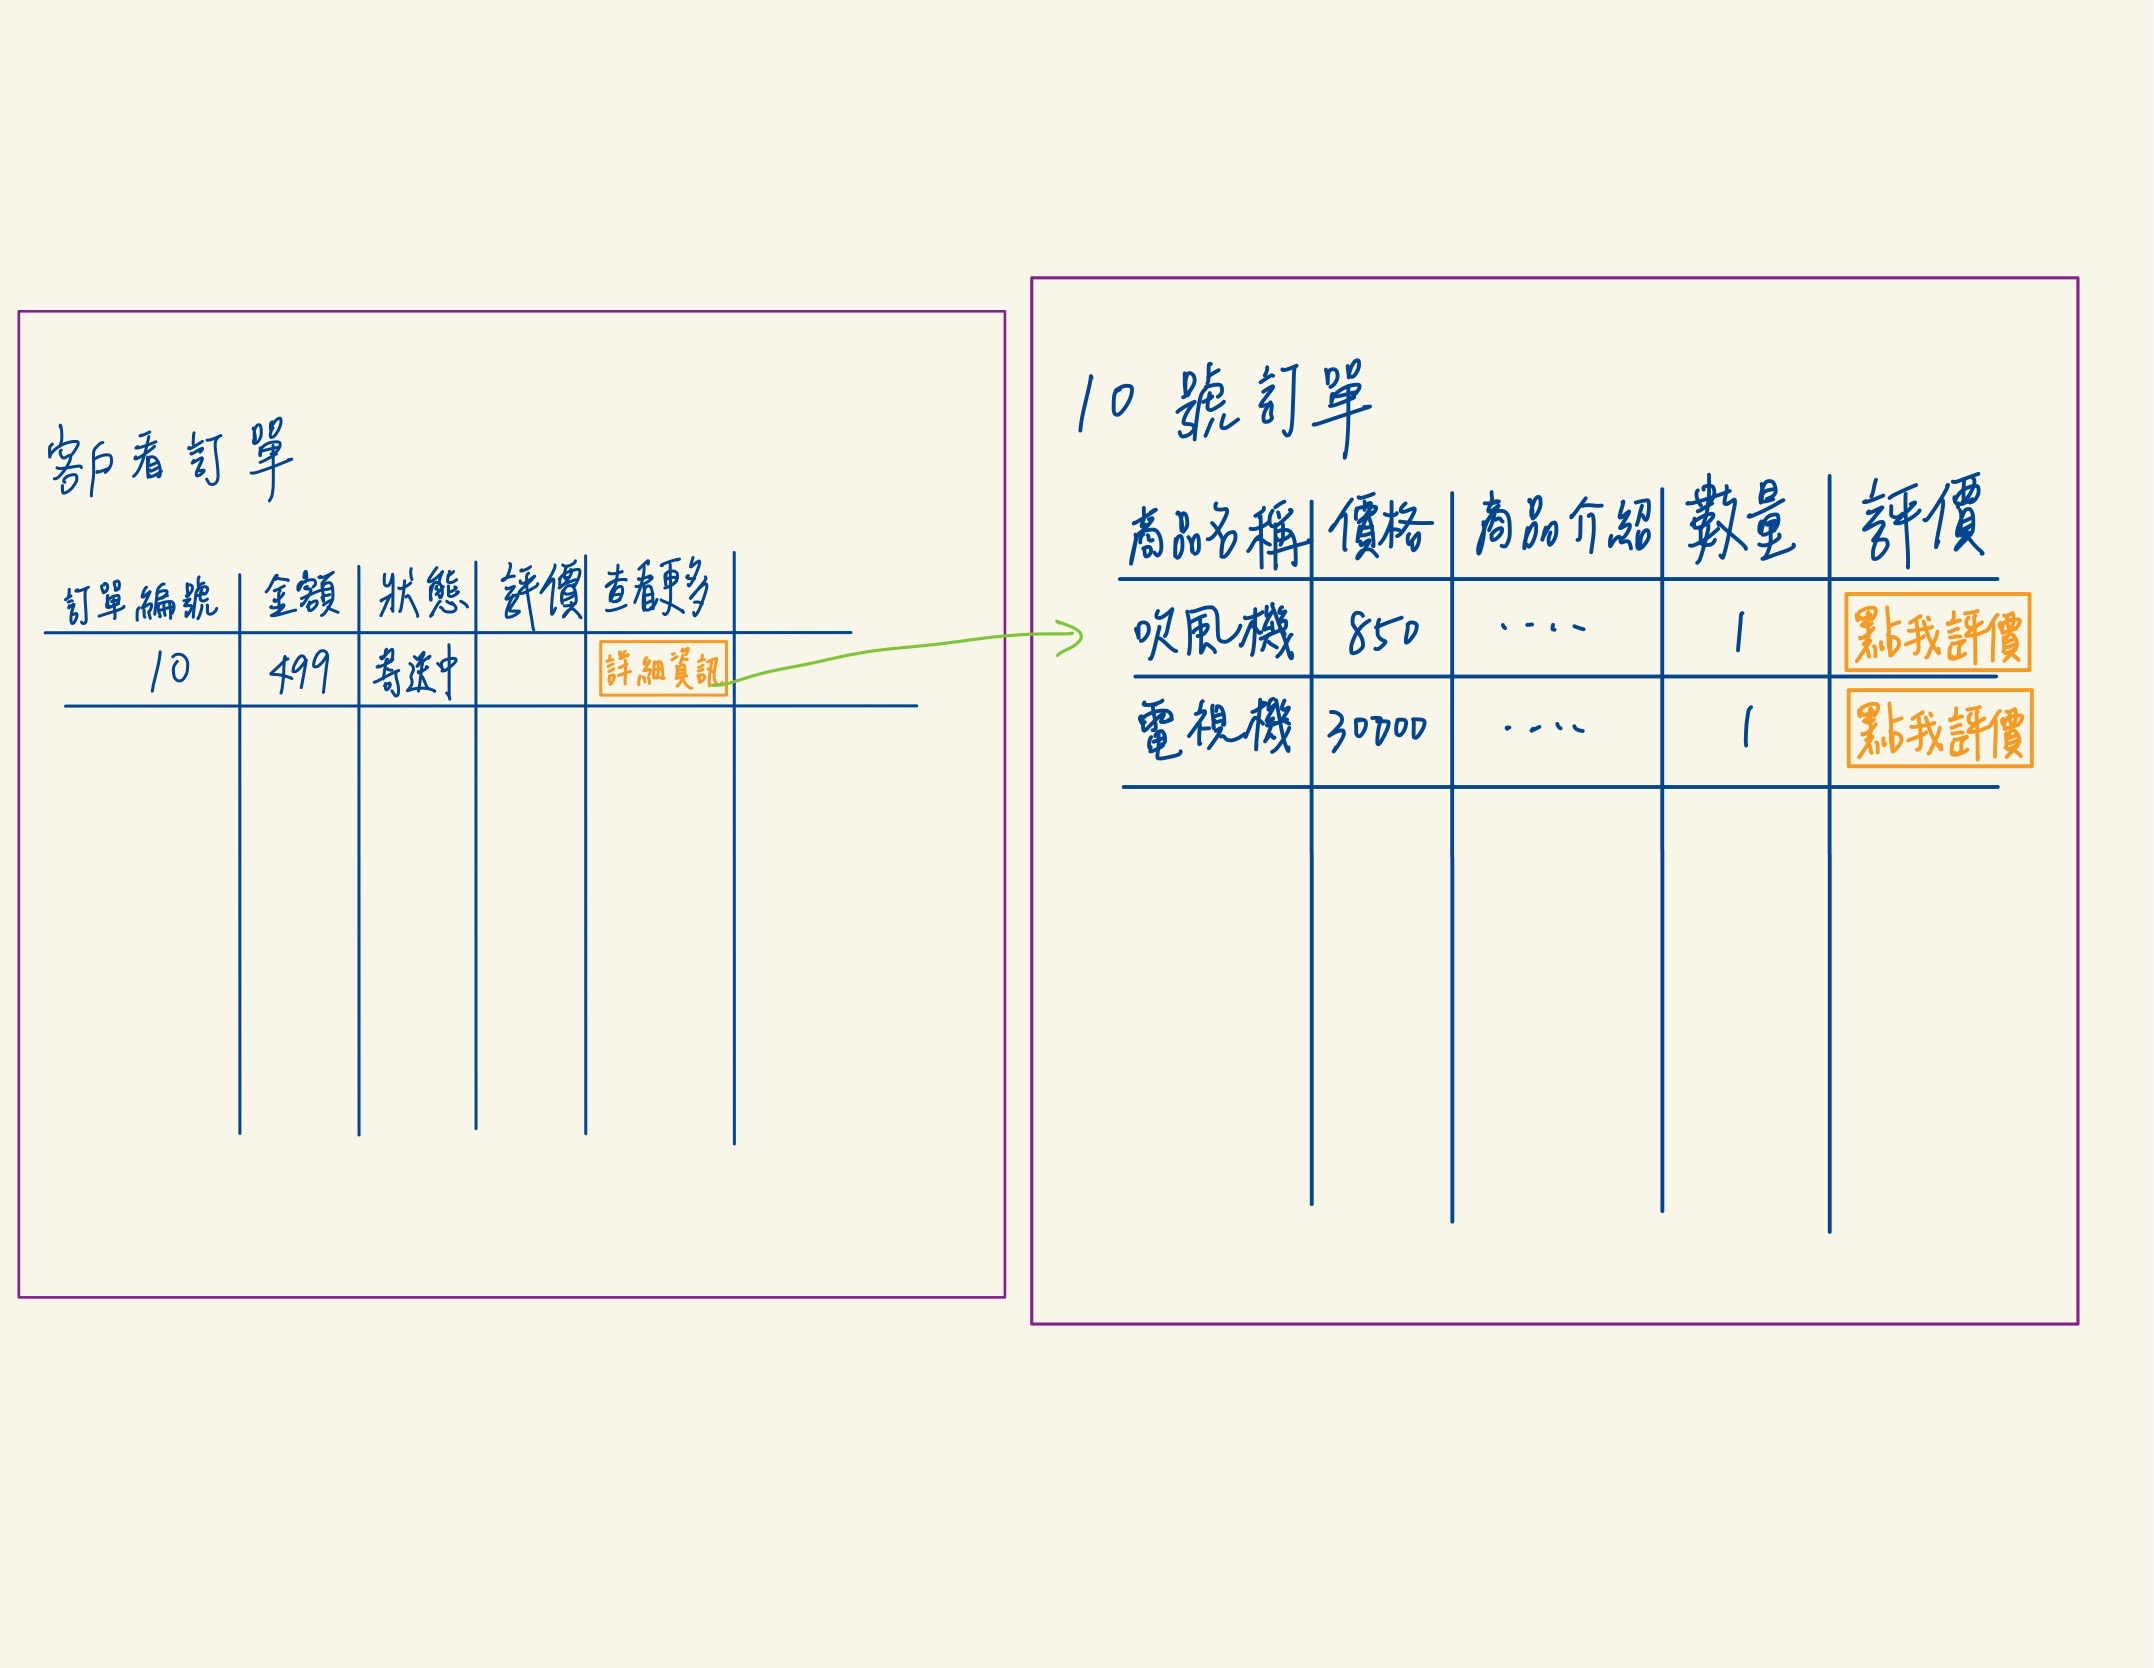 客戶看訂單
訂單編號 金額 狀態 評價 查看更多
10 499 寄送中 詳細資訊
10 號訂單
商品名稱 價格 商品介紹 數量 評價
吹風機 850 .... 1 點我評價
電視機 30000 .... 1 點我評價